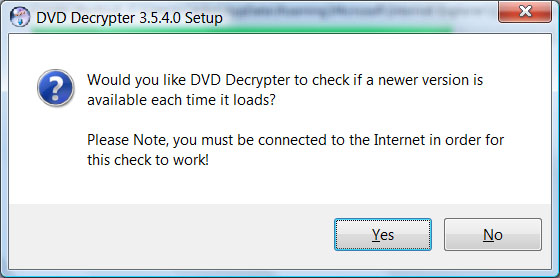 DVD Decrypter 3.5.4.0 Setup
Would you like DVD Decrypter to check if a newer version is
available each time it loads?
Please Note, you must be connected to the Internet in order for
this check to work!
Yes
No